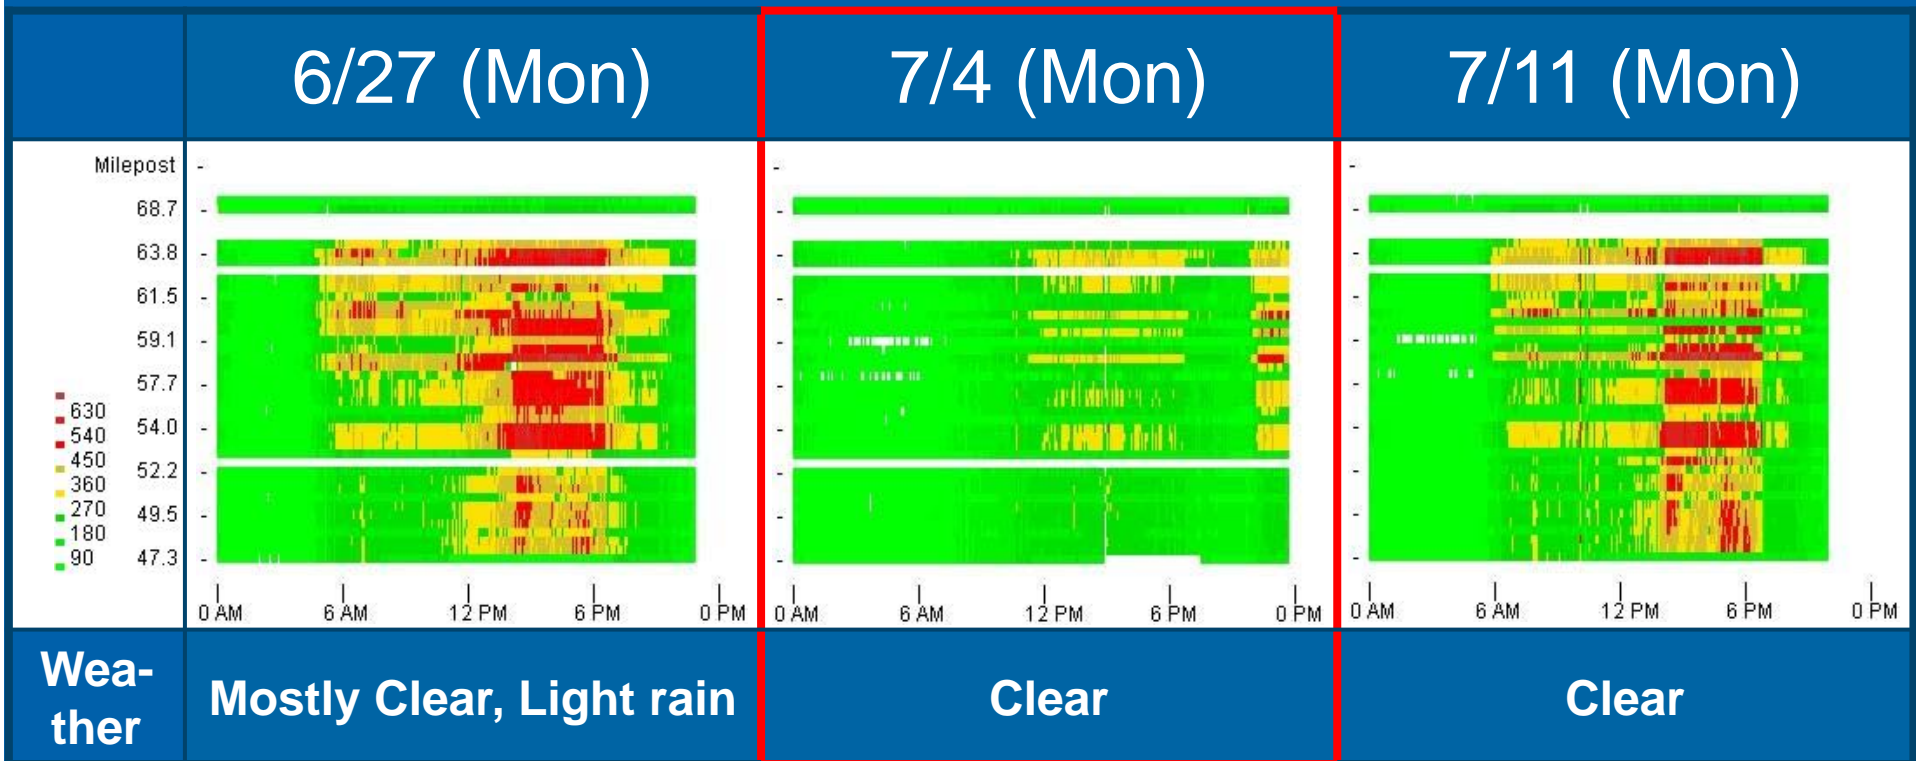 6/27 (Mon) 7/4 (Mon) 7/11 (Mon)
Milepost
68.7
63.8
61.5
59.1
57.7
54.0
52.2
49.5
47.3
630
540
450
360
270
180
90
0 AM 6 AM 12 PM 6 PM 0 PM 0 AM 6 AM 12 PM 6 PM 0 PM 0 AM 6 AM 12 PM 6 PM 0 PM
Wea-
ther
Mostly Clear, Light rain Clear Clear